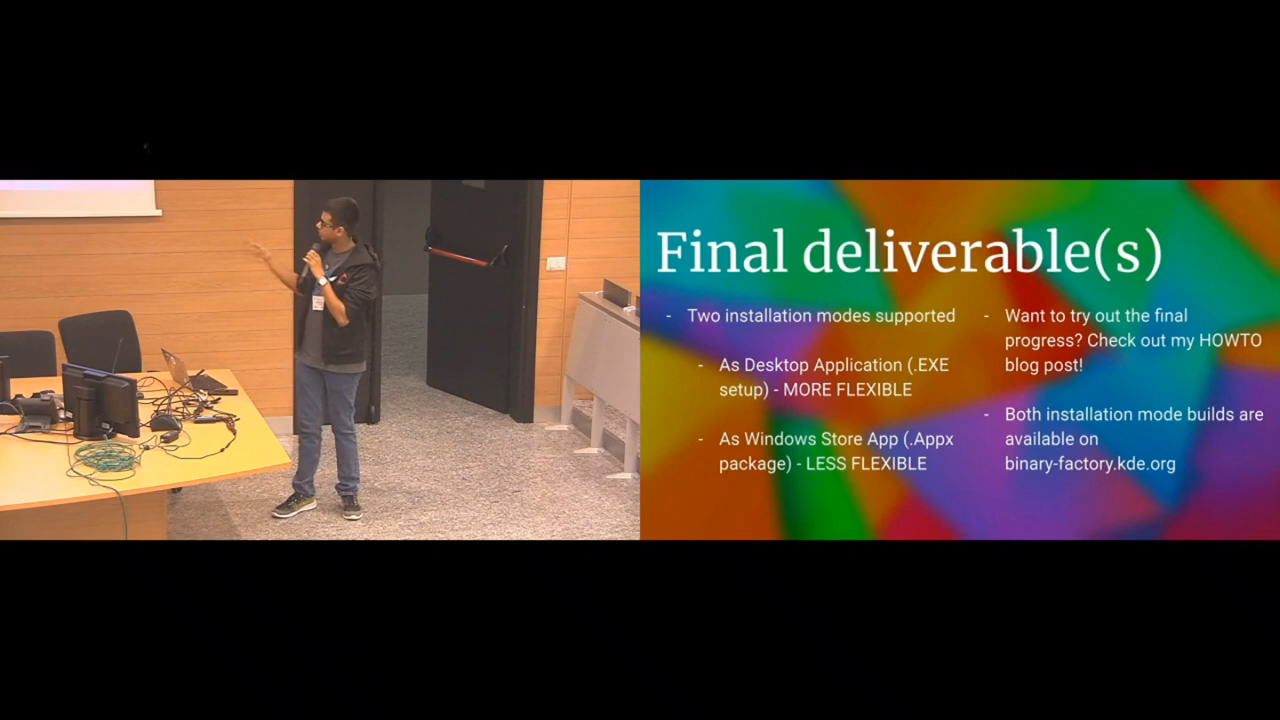 Final deliverable(s)
- Two installation modes supported
- As Desktop Application (.EXE
setup) - MORE FLEXIBLE
- As Windows Store App (.Appx
package) - LESS FLEXIBLE
- Want to try out the final
progress? Check out my HOWTO
blog post!
- Both installation mode builds are
available on
binary-factory.kde.org